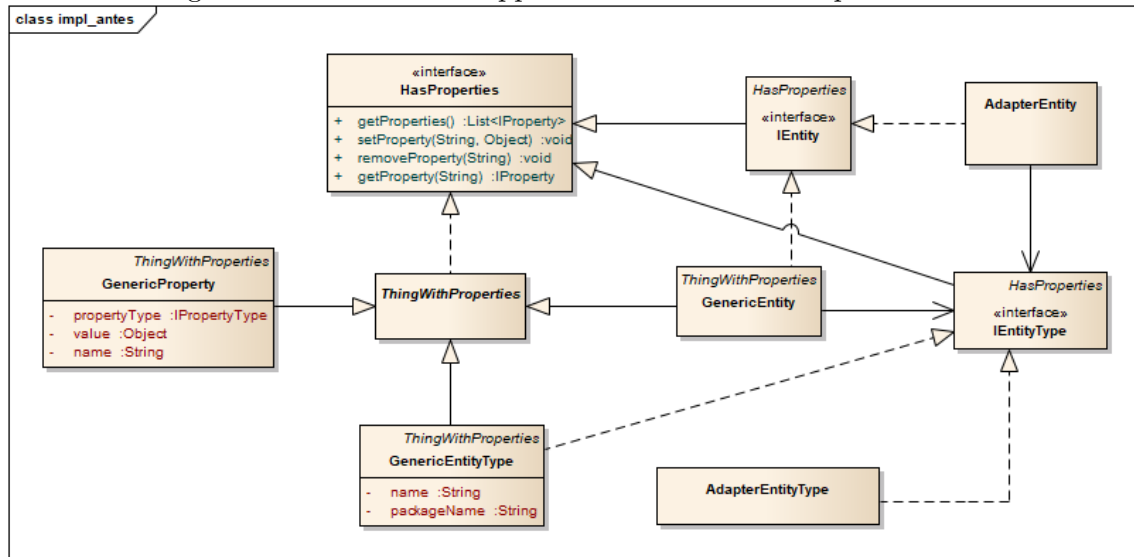 class impl_antes
«interface»
HasProperties
+ getProperties() :List<IProperty>
+ setProperty(String, Object) :void
+ removeProperty(String) :void
+ getProperty(String) :IProperty
HasProperties
«interface»
IEntity
AdapterEntity
ThingWithProperties
GenericProperty
- propertyType :IPropertyType
- value :Object
- name :String
ThingWithProperties
ThingWithProperties
GenericEntity
HasProperties
«interface»
IEntityType
ThingWithProperties
GenericEntityType
- name :String
- packageName :String
AdapterEntityType